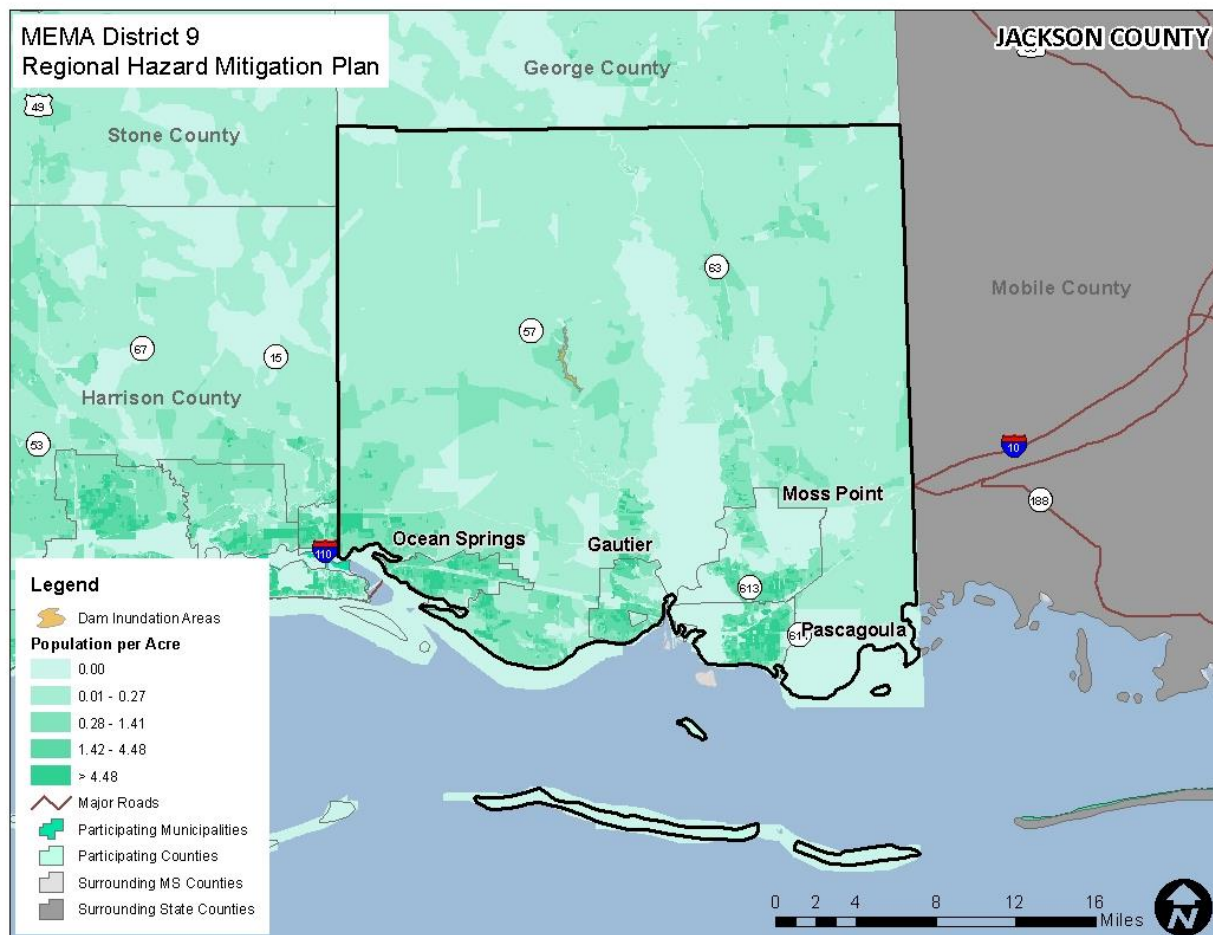 MEMA District 9
Regional Hazard Mitigation Plan
JACKSON COUNTY
George County
49
Stone County
63
Mobile County
57
67
15
Harrison County
53
10
Moss Point
188
Ocean Springs
Gautier
110
613
Pascagoula
Legend
Dam Inundation Areas
Population per Acre
0.00
0.01 - 0.27
0.28 - 1.41
1.42 - 4.48
> 4.48
Major Roads
Participating Municipalities
Participating Counties
Surrounding MS Counties
Surrounding State Counties
0 2 4 8 12 16
Miles
N